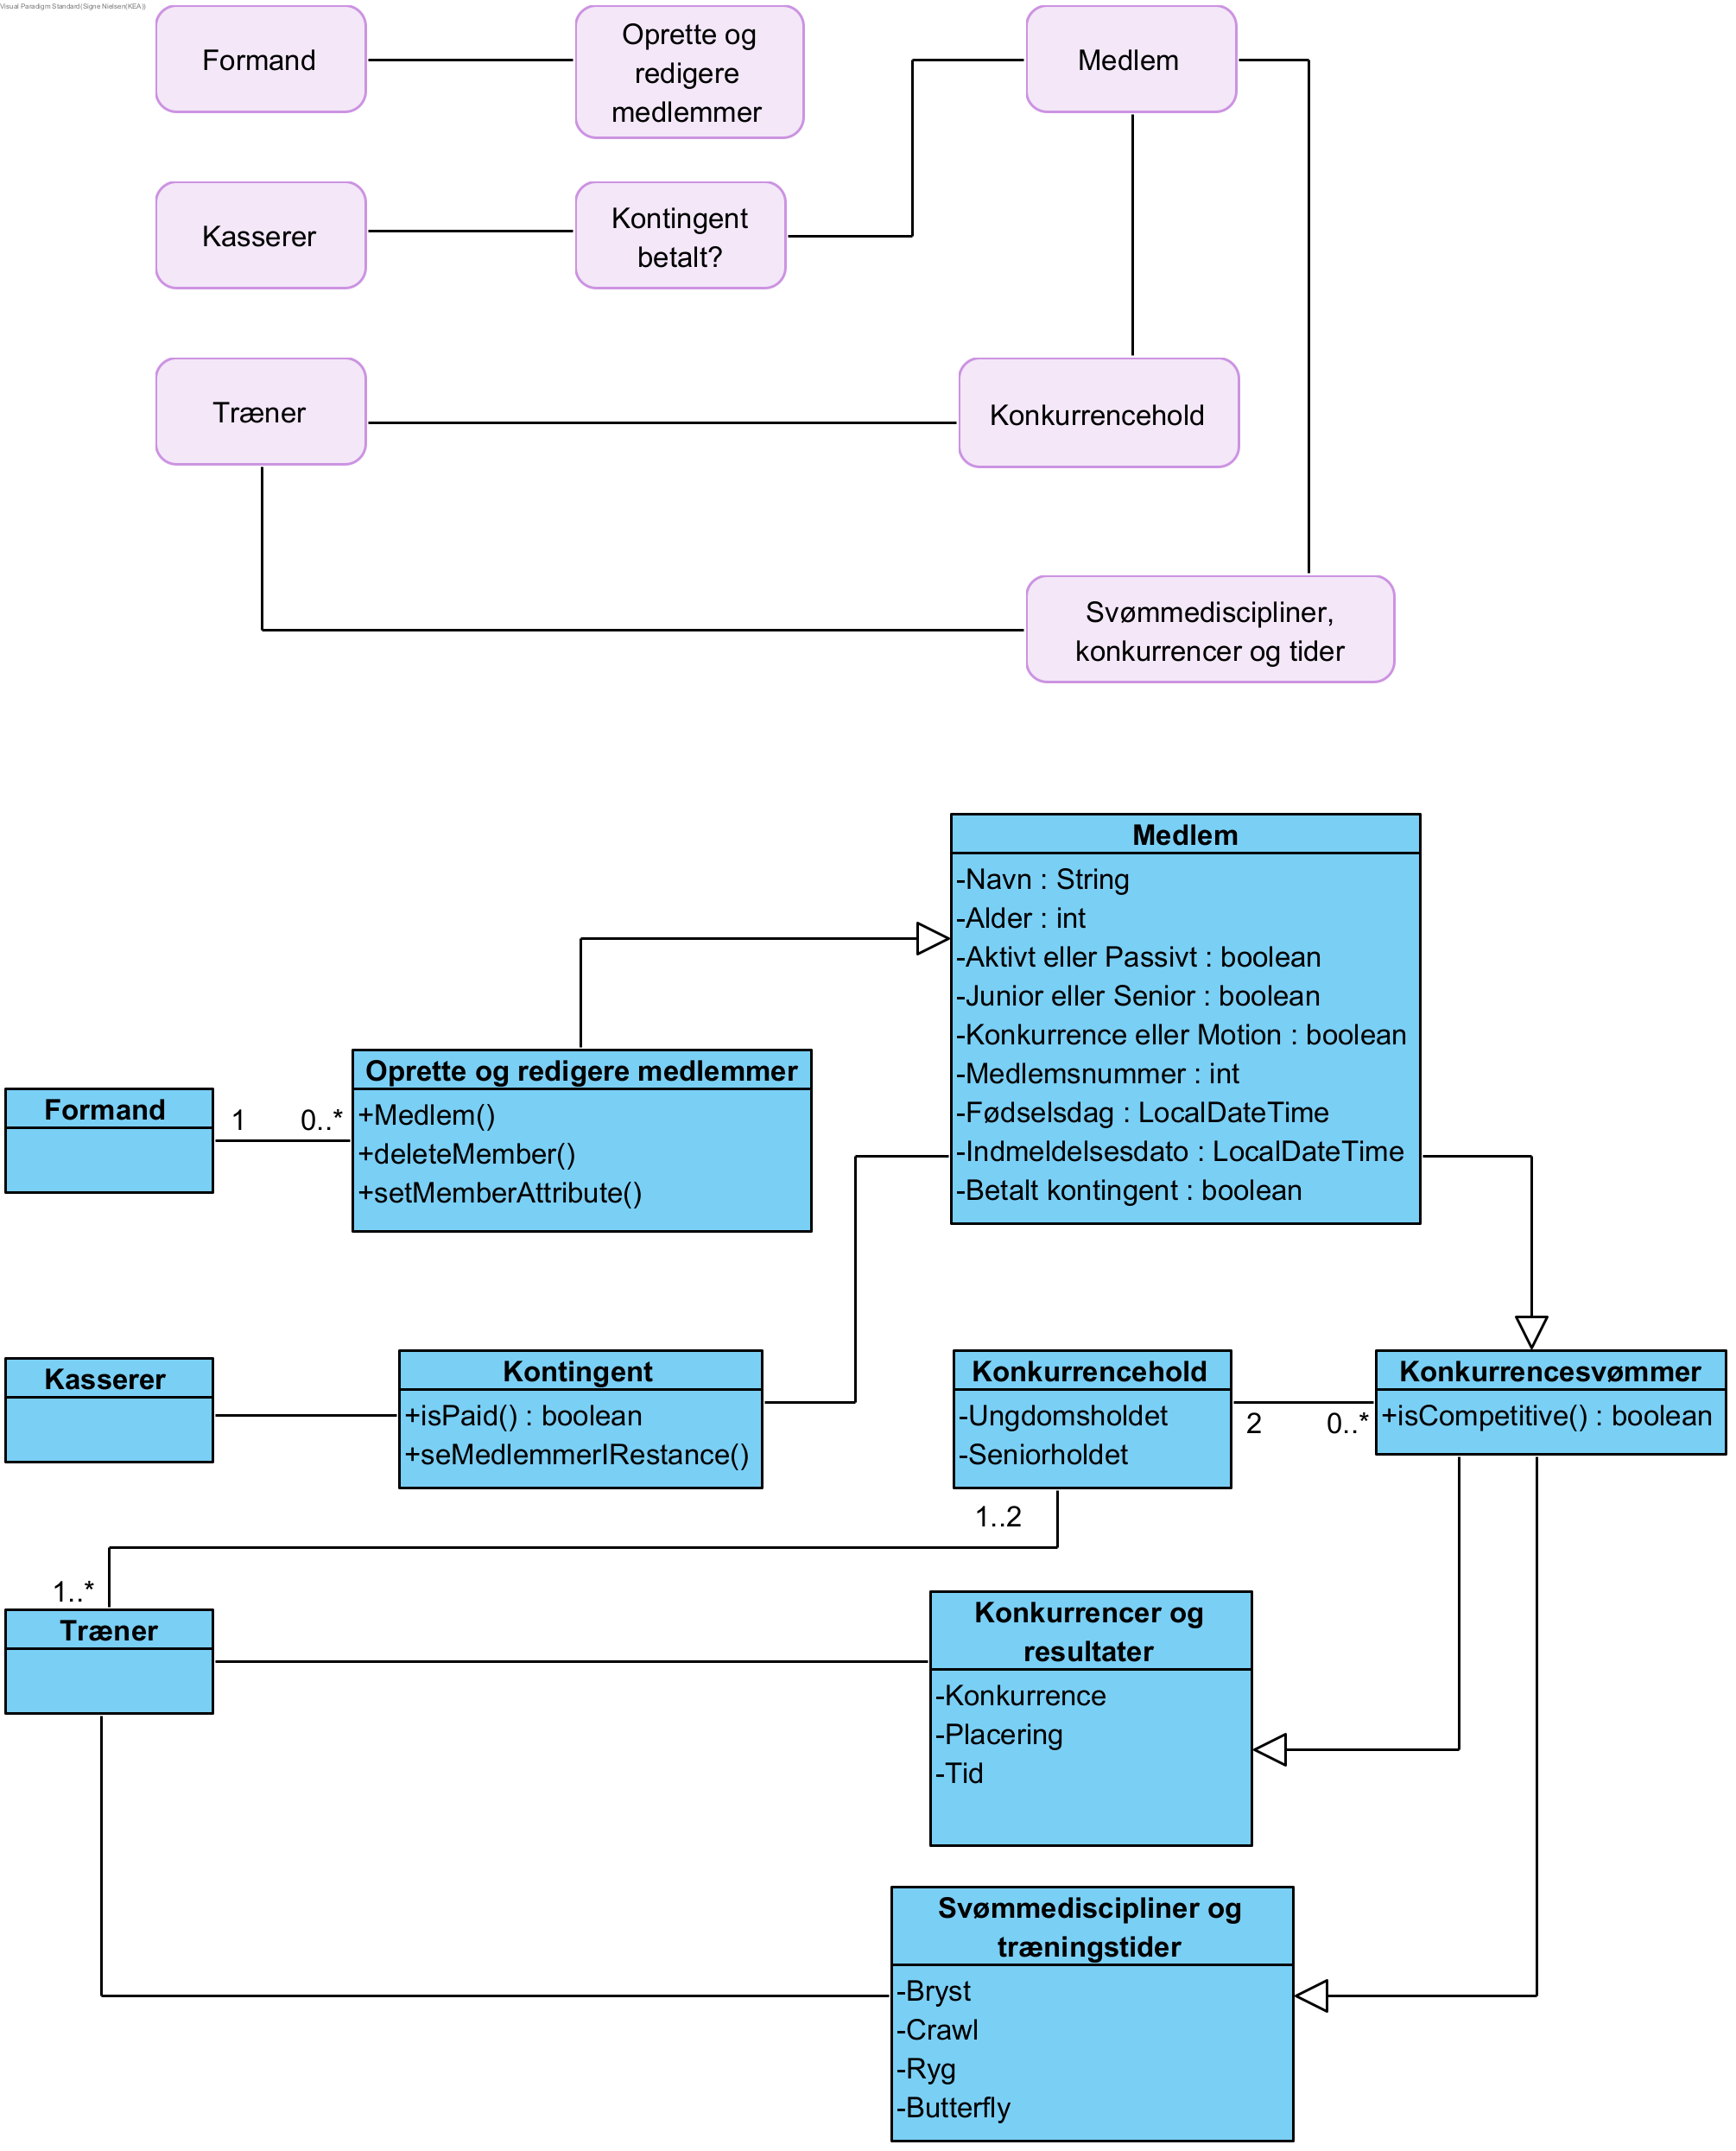 Visual Paradigm Standard(Signe Nielsen(KEA))
Formand
Oprette og
redigere
medlemmer
Medlem
Kasserer
Kontingent
betalt?
Træner
Konkurrencehold
Svømmediscipliner,
konkurrencer og tider
Medlem
-Navn : String
-Alder : int
-Aktivt eller Passivt : boolean
-Junior eller Senior : boolean
-Konkurrence eller Motion : boolean
-Medlemsnummer : int
-Fødselsdag : LocalDateTime
-Indmeldelsesdato : LocalDateTime
-Betalt kontingent : boolean
Formand
1
0..*
Oprette og redigere medlemmer
+Medlem()
+deleteMember()
+setMemberAttribute()
Kasserer
Kontingent
+isPaid() : boolean
+seMedlemmerIRestance()
Konkurrencehold
-Ungdomsholdet
-Seniorholdet
2
0..*
Konkurrencesvømmer
+isCompetitive() : boolean
1..2
1..*
Træner
Konkurrencer og
resultater
-Konkurrence
-Placering
-Tid
Svømmediscipliner og
træningstider
-Bryst
-Crawl
-Ryg
-Butterfly